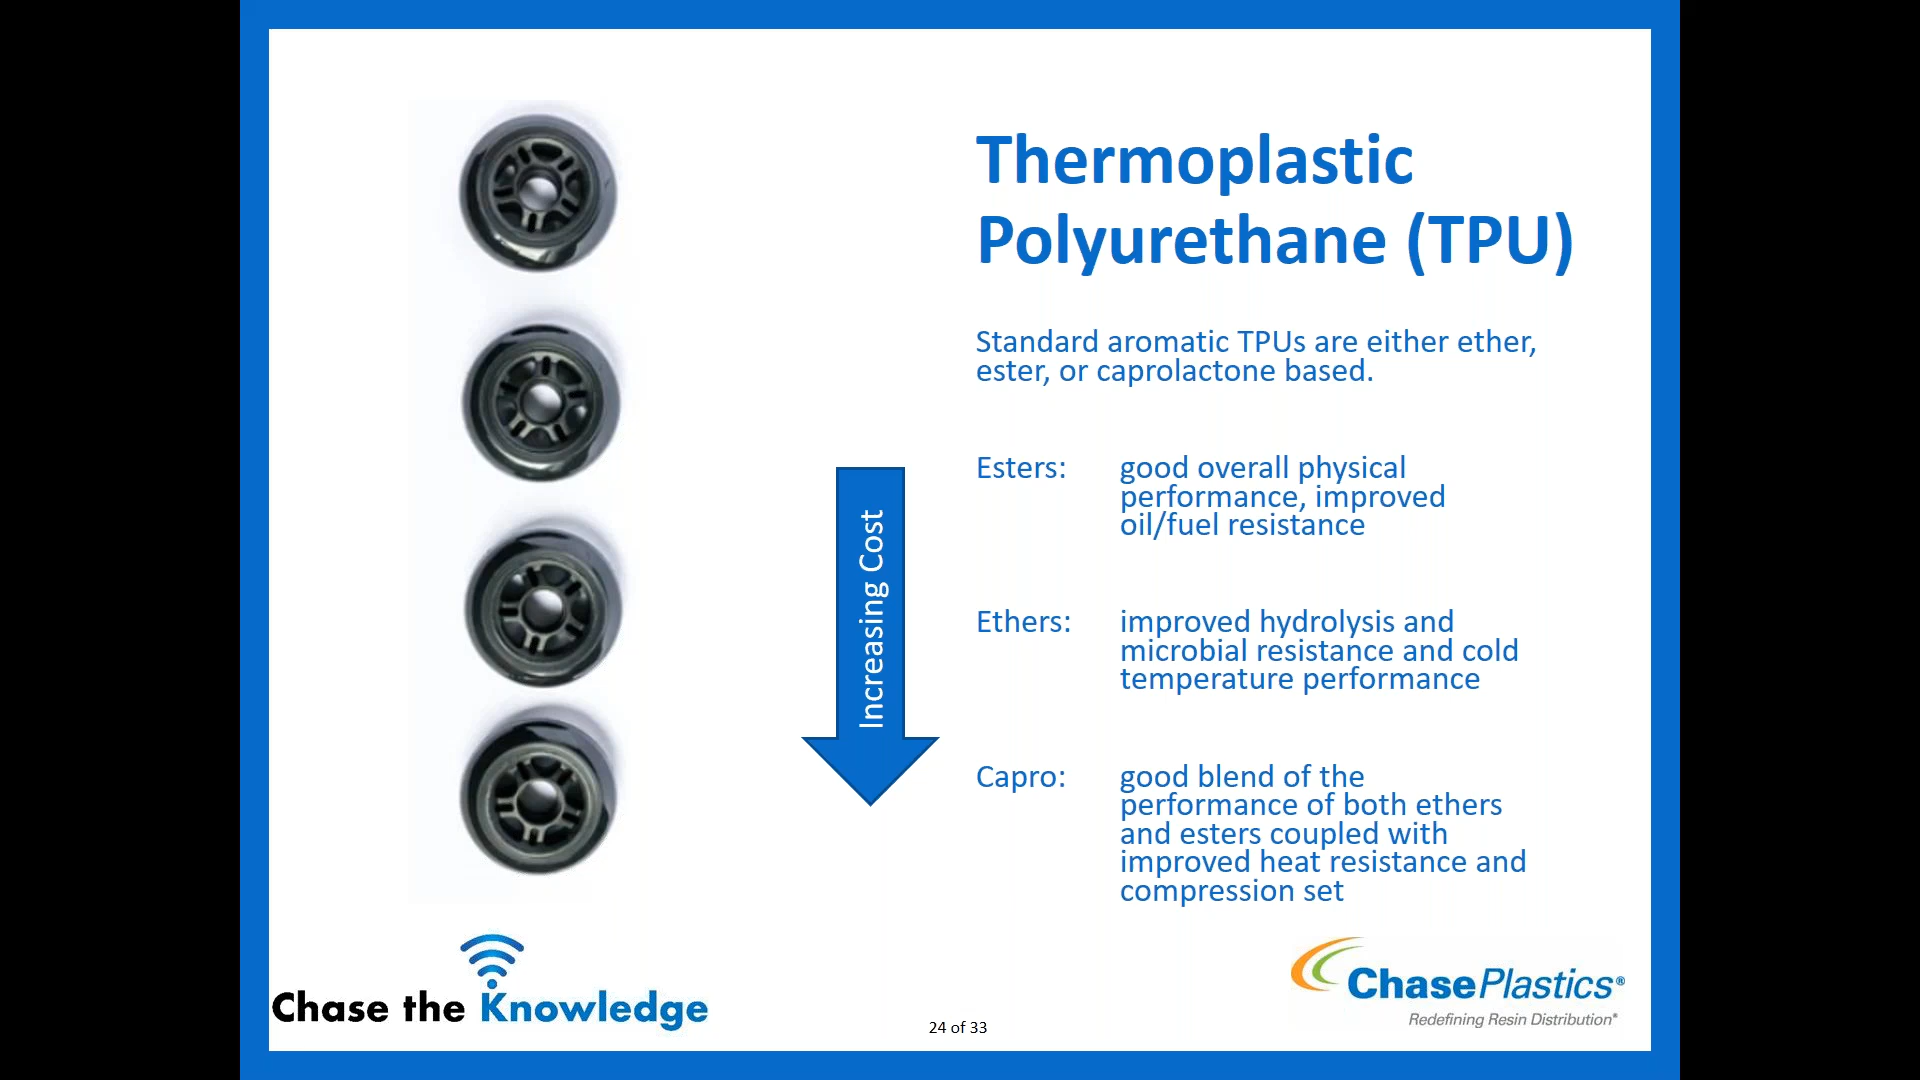 Thermoplastic
Polyurethane (TPU)
Standard aromatic TPUs are either ether,
ester, or caprolactone based.
Increasing Cost
Esters: good overall physical
performance, improved
oil/fuel resistance
Ethers: improved hydrolysis and
microbial resistance and cold
temperature performance
Capro: good blend of the
performance of both ethers
and esters coupled with
improved heat resistance and
compression set
Chase the Knowledge
24 of 33
ChasePlastics®
Redefining Resin Distribution®